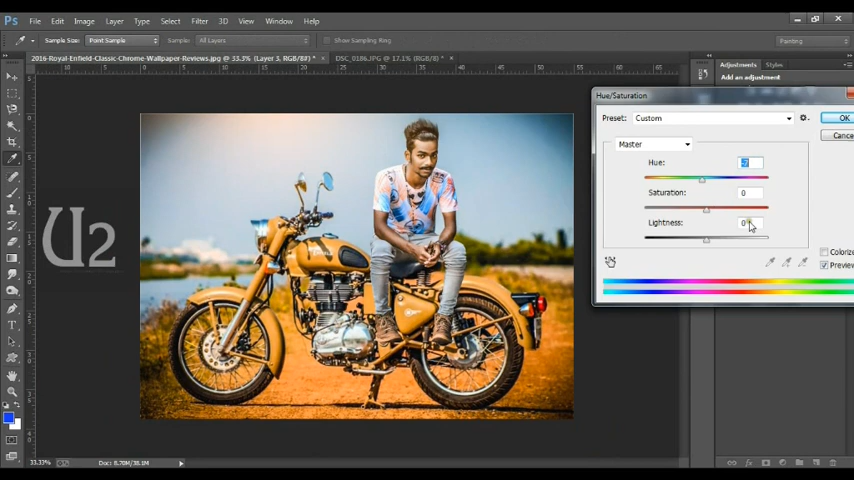 Ps File Edit Image Layer Type Select Filter 3D View Window Help
Sample Size: Point Sample Sample: All Layers Show Sampling Ring Painting
2016-Royal-Enfield-Classic-Chrome-Wallpaper-Reviews.jpg @ 33.3% (Layer 3, RGB/8#) * × DSC_0186.JPG @ 17.1% (RGB/8) * ×
Adjustments Styles
Add an adjustment
Hue/Saturation
Preset: Custom OK
Cance
Master
Hue: -7
Saturation: 0
Lightness: 0
Colorize
Preview
U2
33.33% Doc: 8.70M/38.1M